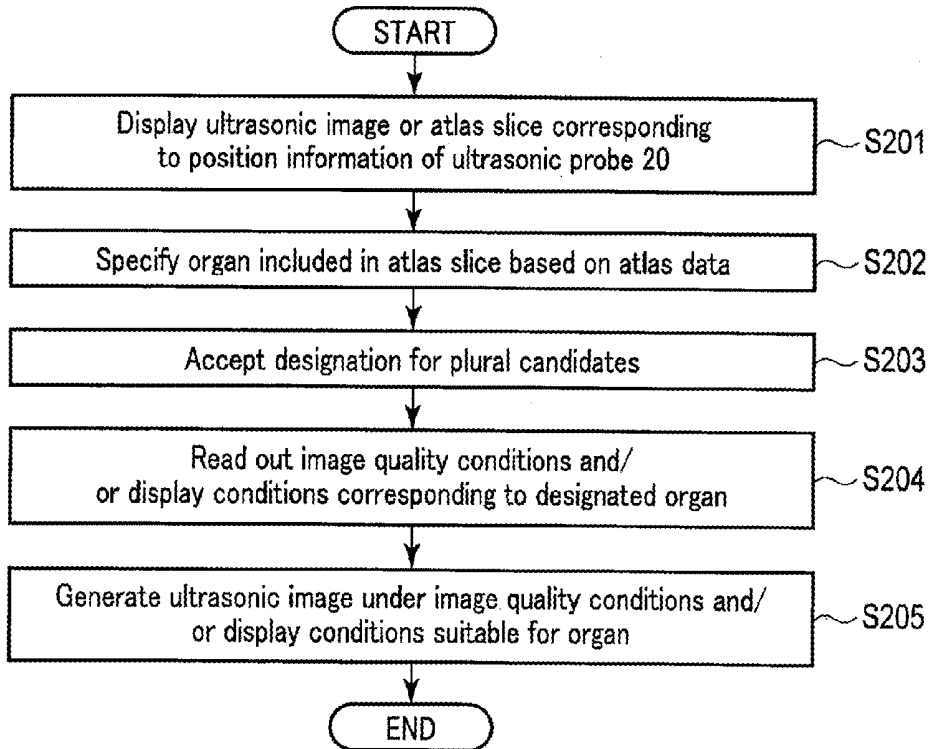 START
Display ultrasonic image or atlas slice corresponding
to position information of ultrasonic probe 20
S201
Specify organ included in atlas slice based on atlas data
S202
Accept designation for plural candidates
S203
Read out image quality conditions and/
or display conditions corresponding to designated organ
S204
Generate ultrasonic image under image quality conditions and/
or display conditions suitable for organ
S205
END